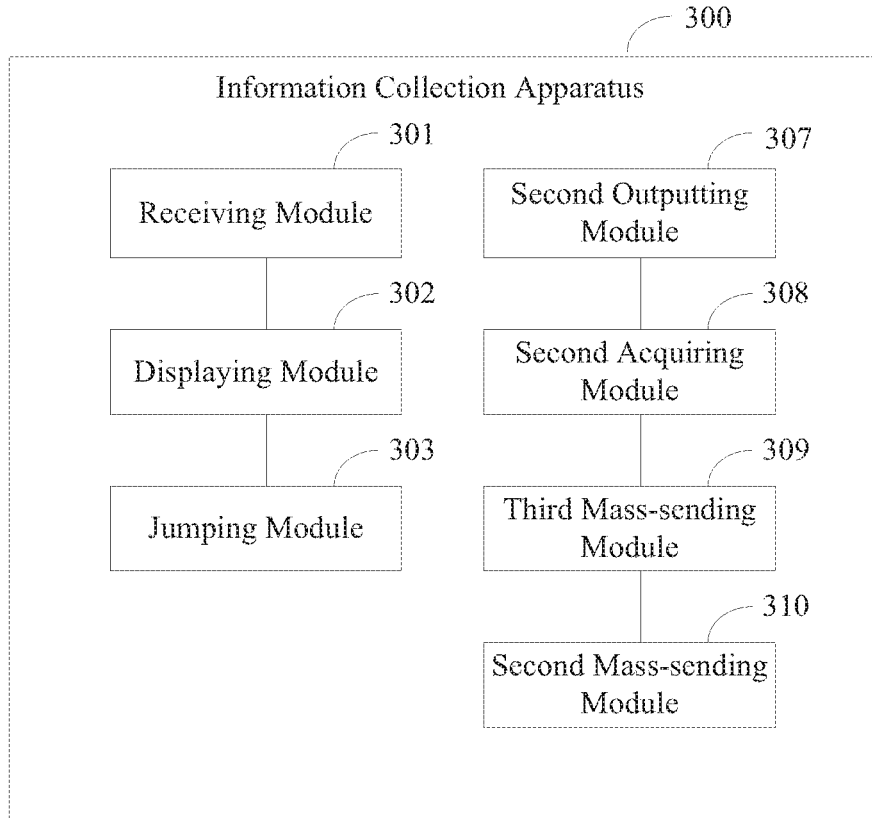 300
Information Collection Apparatus
301
Receiving Module
302
Displaying Module
303
Jumping Module
307
Second Outputting
Module
308
Second Acquiring
Module
309
Third Mass-sending
Module
310
Second Mass-sending
Module